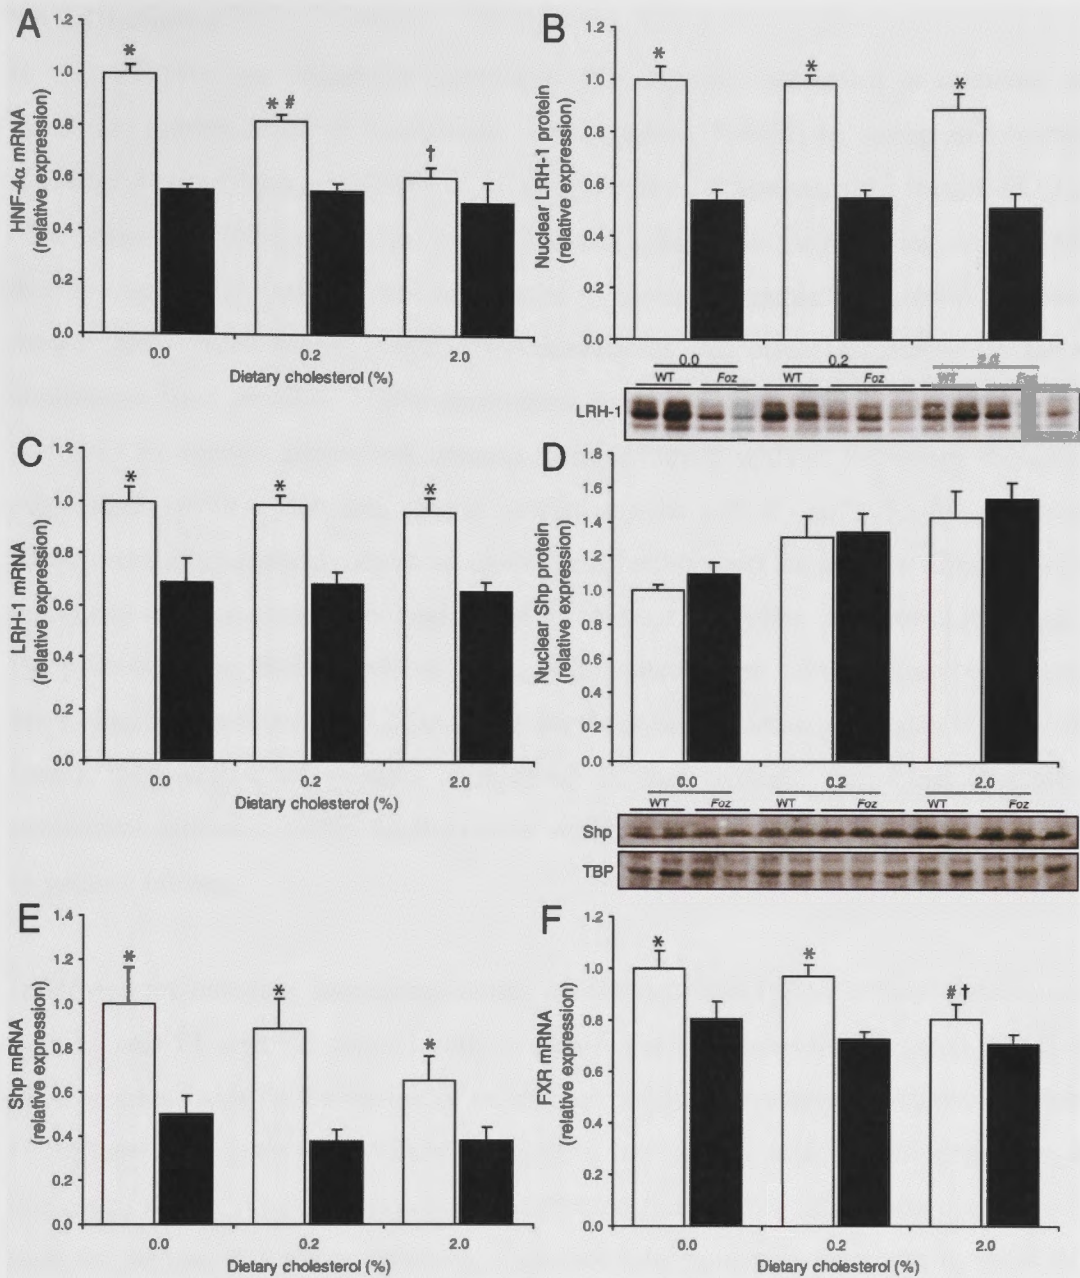 A
HNF-4α mRNA
(relative expression)
1.2
1.0
0.8
0.6
0.4
0.2
0.0
*
* #
†
0.0 0.2 2.0
Dietary cholesterol (%)
B
Nuclear LRH-1 protein
(relative expression)
1.2
1.0
0.8
0.6
0.4
0.2
0.0
*
*
*
0.0 0.2
WT Foz WT Foz WT
LRH-1
C
LRH-1 mRNA
(relative expression)
1.2
1.0
0.8
0.6
0.4
0.2
0.0
*
*
*
0.0 0.2 2.0
Dietary cholesterol (%)
D
Nuclear Shp protein
(relative expression)
1.8
1.6
1.4
1.2
1.0
0.8
0.6
0.4
0.2
0.0
0.0 0.2 2.0
WT Foz WT Foz WT Foz
Shp
TBP
E
Shp mRNA
(relative expression)
1.4
1.2
1.0
0.8
0.6
0.4
0.2
0.0
*
*
*
0.0 0.2 2.0
Dietary cholesterol (%)
F
FXR mRNA
(relative expression)
1.2
1.0
0.8
0.6
0.4
0.2
0.0
*
*
# †
0.0 0.2 2.0
Dietary cholesterol (%)